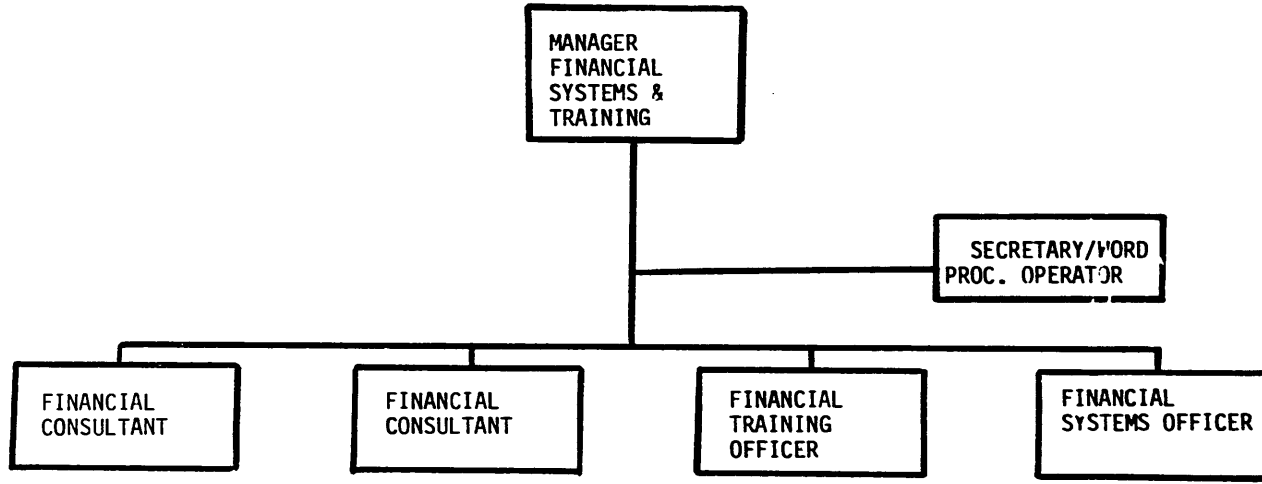 MANAGER
FINANCIAL
SYSTEMS &
TRAINING
SECRETARY/WORD
PROC. OPERATOR
FINANCIAL
CONSULTANT
FINANCIAL
CONSULTANT
FINANCIAL
TRAINING
OFFICER
FINANCIAL
SYSTEMS OFFICER